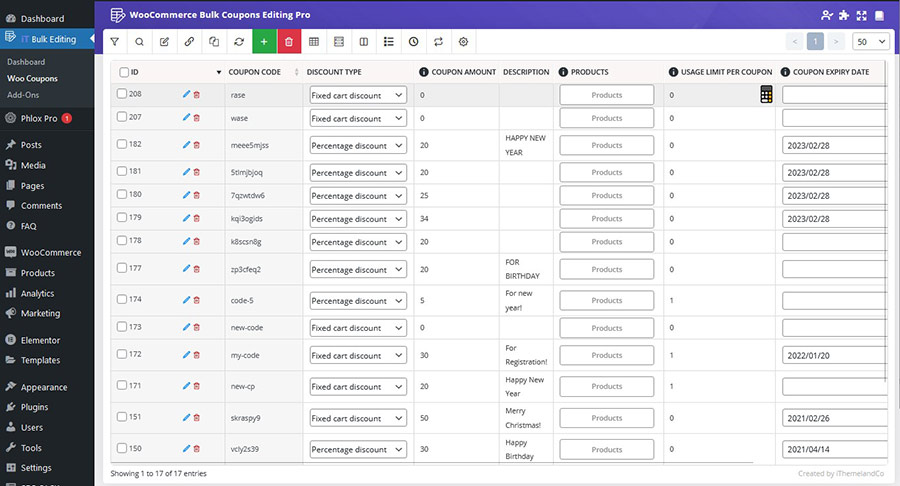 Dashboard
iT Bulk Editing
Dashboard
Woo Coupons
Add-Ons
Phlox Pro 1
Posts
Media
Pages
Comments
FAQ
WooCommerce
Products
Analytics
Marketing
Elementor
Templates
Appearance
Plugins
Users
Tools
Settings
WooCommerce Bulk Coupons Editing Pro
< 1 > 50
ID COUPON CODE DISCOUNT TYPE COUPON AMOUNT DESCRIPTION PRODUCTS USAGE LIMIT PER COUPON COUPON EXPIRY DATE
208 rase Fixed cart discount 0 Products 0
207 wase Fixed cart discount 0 Products 0
182 meee5mjss Percentage discount 20 HAPPY NEW YEAR Products 0 2023/02/28
181 5tlmjbjoq Percentage discount 20 Products 0 2023/02/28
180 7qzwtdw6 Percentage discount 25 Products 0 2023/02/28
179 kqi3ogids Percentage discount 34 Products 0 2023/02/28
178 k8scsn8g Fixed cart discount 20 Products 0
177 zp3cfeq2 Percentage discount 20 FOR BIRTHDAY Products 0
174 code-5 Percentage discount 5 For new year! Products 1
173 new-code Fixed cart discount 0 Products 0
172 my-code Fixed cart discount 30 For Registration! Products 1 2022/01/20
171 new-cp Fixed cart discount 20 Happy New Year Products 1
151 skraspy9 Fixed cart discount 50 Merry Christmas! Products 0 2021/02/26
150 vcly2s39 Percentage discount 30 Happy Birthday Products 0 2021/04/14
Showing 1 to 17 of 17 entries
Created by iThemelandCo